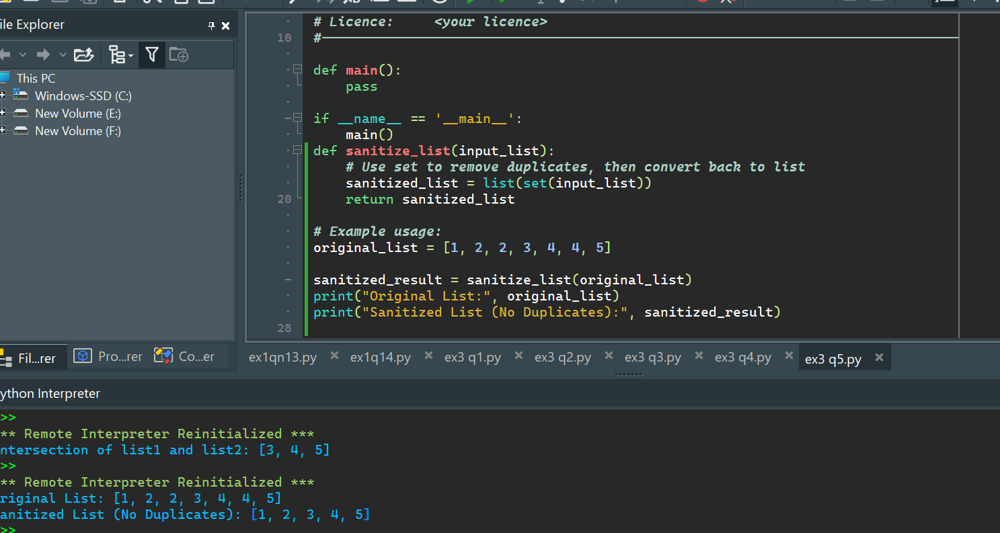 ile Explorer
This PC
Windows-SSD (C:)
New Volume (E:)
New Volume (F:)
Fil...rer
Pro...rer
Co...er
# Licence:     <your licence>
10 #
def main():
    pass
if __name__ == '__main__':
    main()
def sanitize_list(input_list):
    # Use set to remove duplicates, then convert back to list
    sanitized_list = list(set(input_list))
20     return sanitized_list
# Example usage:
original_list = [1, 2, 2, 3, 4, 4, 5]
sanitized_result = sanitize_list(original_list)
print("Original List:", original_list)
print("Sanitized List (No Duplicates):", sanitized_result)
28
ex1qn13.py ex1q14.py ex3 q1.py ex3 q2.py ex3 q3.py ex3 q4.py ex3 q5.py
ython Interpreter
>>
** Remote Interpreter Reinitialized ***
ntersection of list1 and list2: [3, 4, 5]
>>
** Remote Interpreter Reinitialized ***
riginal List: [1, 2, 2, 3, 4, 4, 5]
anitized List (No Duplicates): [1, 2, 3, 4, 5]
>>